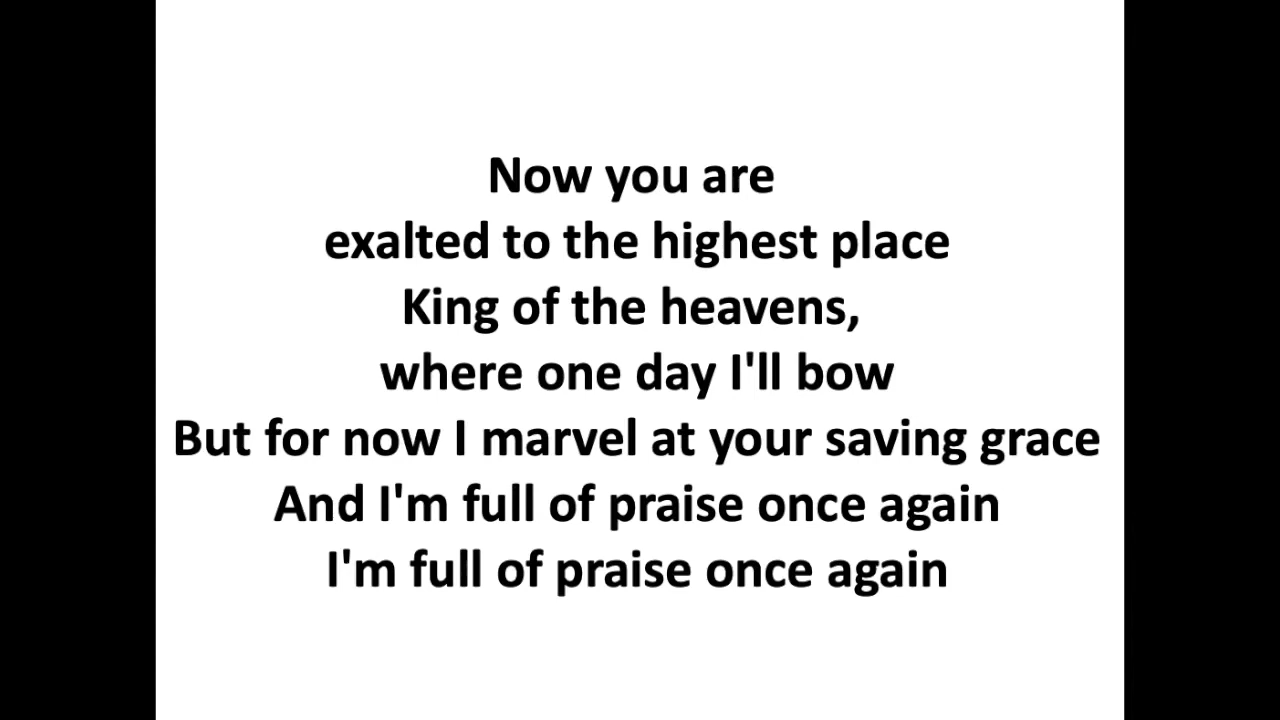 Now you are
exalted to the highest place
King of the heavens,
where one day I'll bow
But for now I marvel at your saving grace
And I'm full of praise once again
I'm full of praise once again